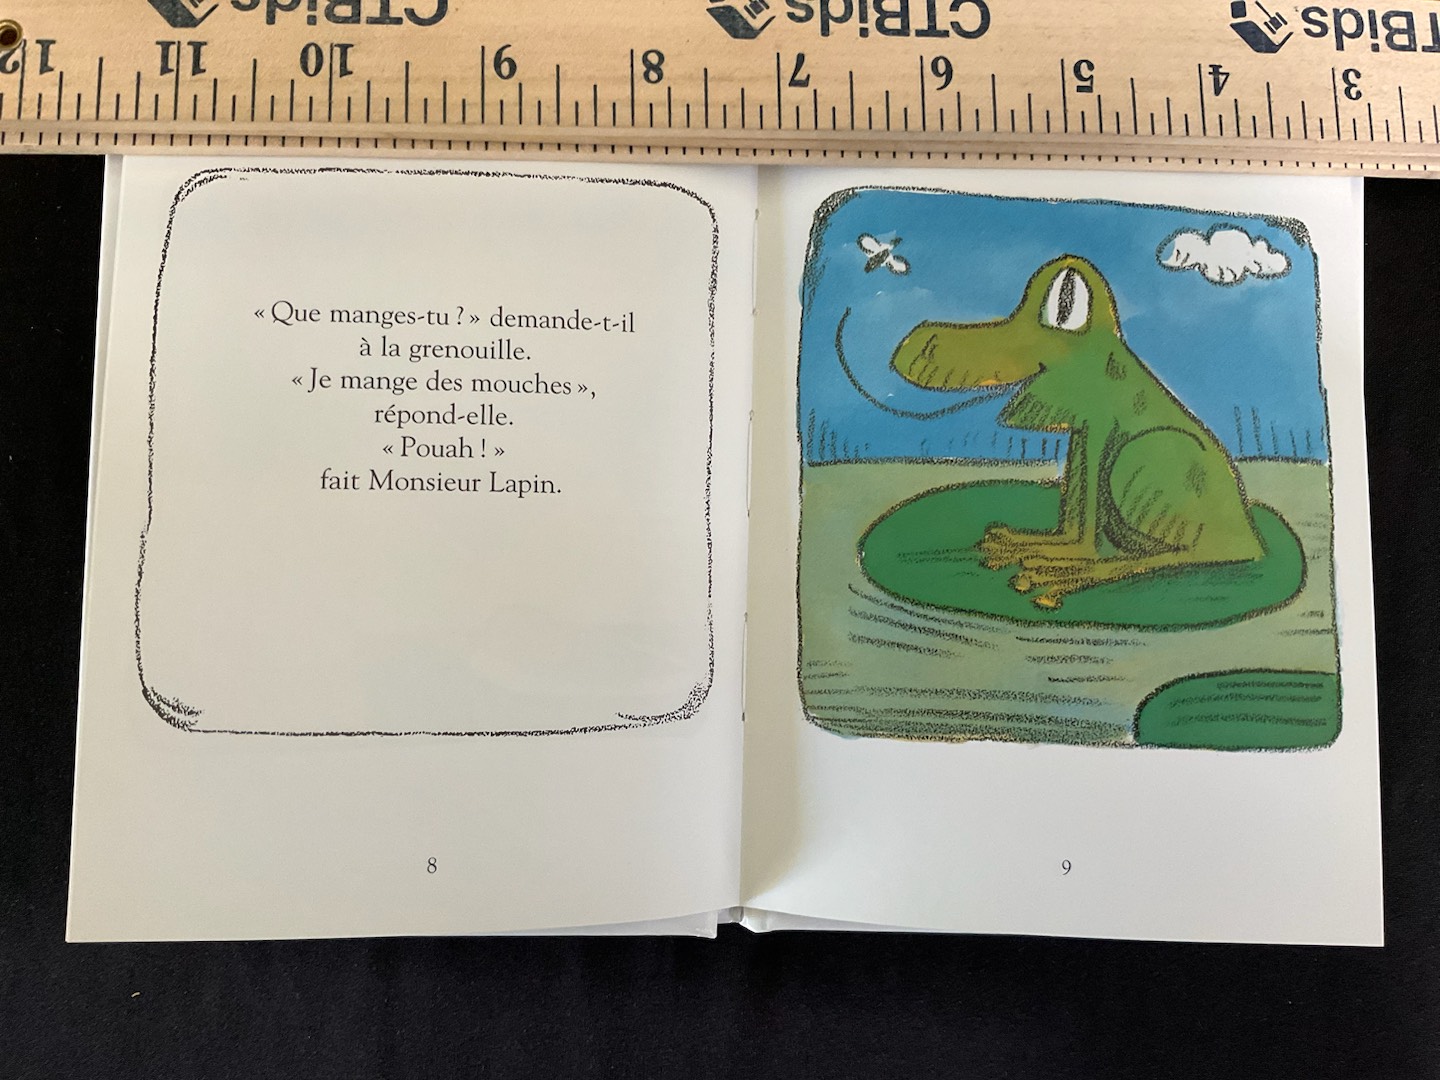 CTBids CTBids CTBids
12 11 10 9 8 7 6 5 4 3
« Que manges-tu ? » demande-t-il
à la grenouille.
« Je mange des mouches »,
répond-elle.
« Pouah ! »
fait Monsieur Lapin.
8
9